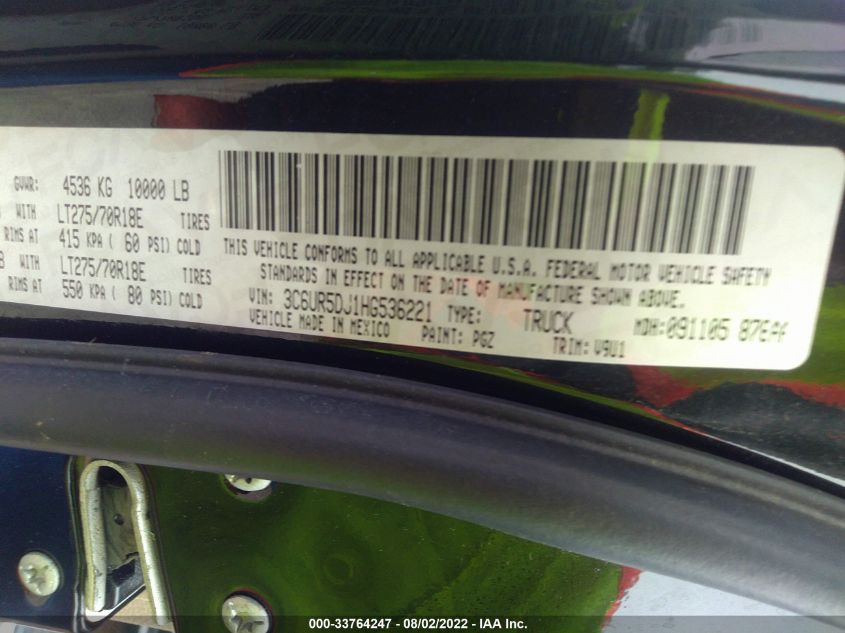 GVWR: 4536 KG 10000 LB
WITH LT275/70R18E TIRES
RIMS AT 415 KPA ( 60 PSI) COLD
WITH LT275/70R18E TIRES
RIMS AT 550 KPA ( 80 PSI) COLD
THIS VEHICLE CONFORMS TO ALL APPLICABLE U.S.A. FEDERAL MOTOR VEHICLE SAFETY
STANDARDS IN EFFECT ON THE DATE OF MANUFACTURE SHOWN ABOVE.
VIN: 3C6UR5DJ1HG536221 TYPE: TRUCK MDH:091105
VEHICLE MADE IN MEXICO PAINT: PGZ TRIM: V9U1
000-33764247 - 08/02/2022 - IAA Inc.